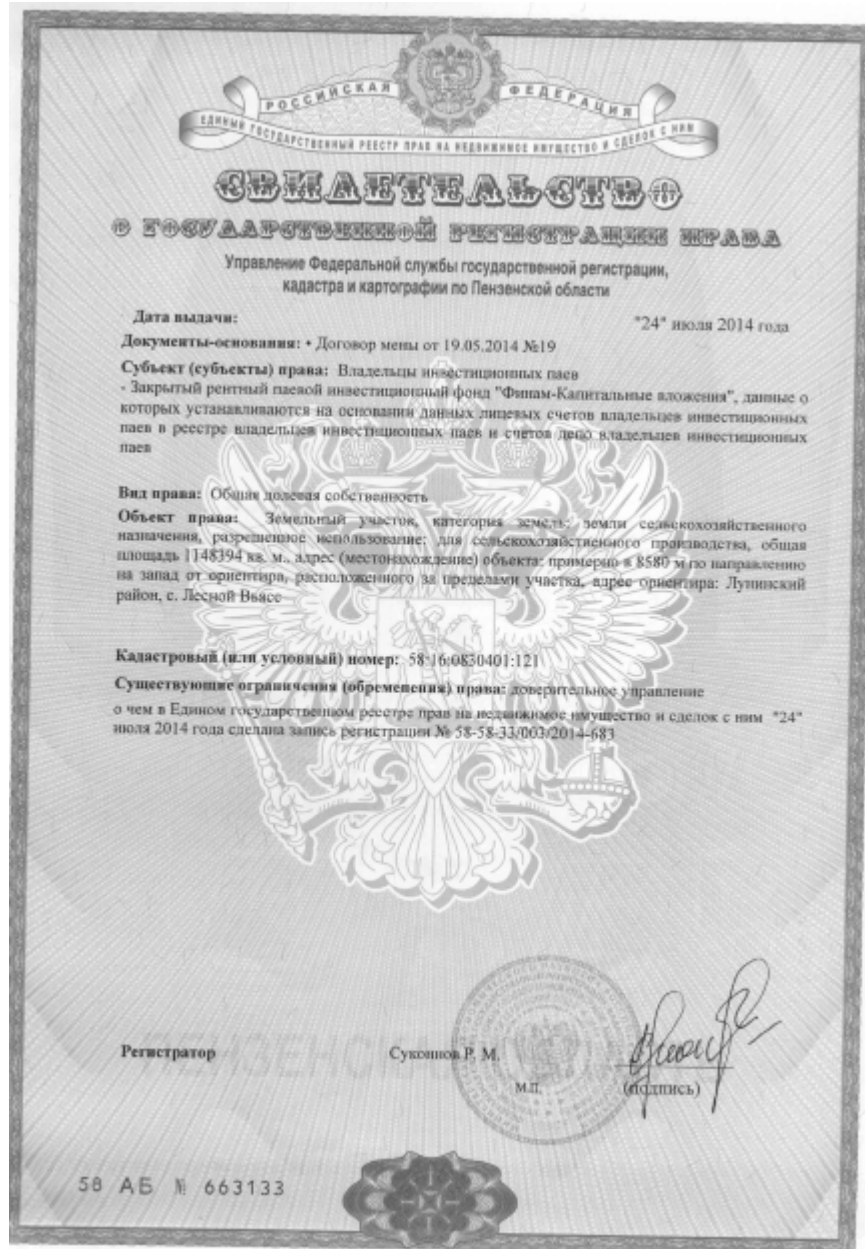 РОССИЙСКАЯ ФЕДЕРАЦИЯ
ЕДИНЫЙ ГОСУДАРСТВЕННЫЙ РЕЕСТР ПРАВ НА НЕДВИЖИМОЕ ИМУЩЕСТВО И СДЕЛОК С НИМ
СВИДЕТЕЛЬСТВО
О ГОСУДАРСТВЕННОЙ РЕГИСТРАЦИИ ПРАВА
Управление Федеральной службы государственной регистрации,
кадастра и картографии по Пензенской области
Дата выдачи: "24" июля 2014 года
Документы-основания: • Договор мены от 19.05.2014 №19
Субъект (субъекты) права: Владельцы инвестиционных паев
- Закрытый рентный паевой инвестиционный фонд "Финам-Капитальные вложения", данные о
которых устанавливаются на основании данных лицевых счетов владельцев инвестиционных
паев в реестре владельцев инвестиционных паев и счетов депо владельцев инвестиционных
паев
Вид права: Общая долевая собственность
Объект права: Земельный участок, категория земель: земли сельскохозяйственного
назначения, разрешенное использование: для сельскохозяйственного производства, общая
площадь 1148394 кв. м., адрес (местонахождение) объекта: примерно в 8580 м по направлению
на запад от ориентира, расположенного за пределами участка, адрес ориентира: Лунинский
район, с. Лесной Вьясс
Кадастровый (или условный) номер: 58:16:0830401:121
Существующие ограничения (обременения) права: доверительное управление
о чем в Едином государственном реестре прав на недвижимое имущество и сделок с ним "24"
июля 2014 года сделана запись регистрации № 58-58-33/003/2014-683
Регистратор Суконнов Р. М.
М.П. (подпись)
58 АБ № 663133